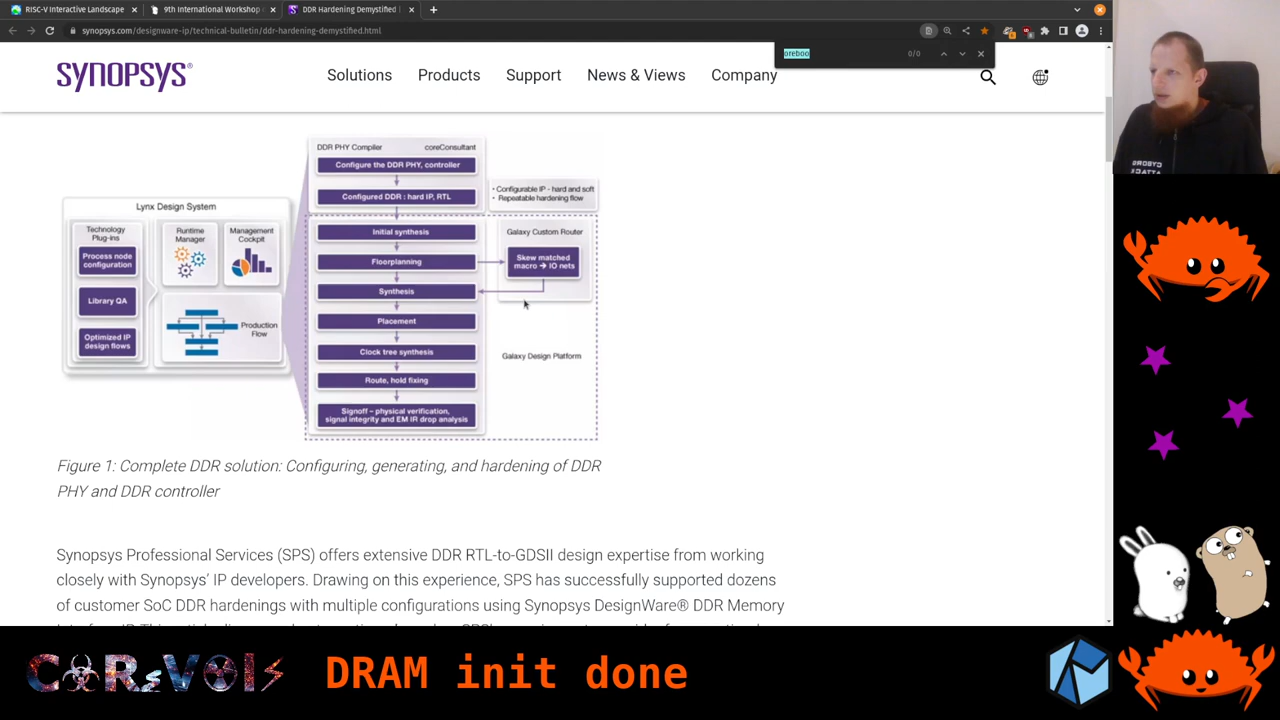 RISC-V Interactive Landscape
9th International Workshop
DDR Hardening Demystified
synopsys.com/designware-ip/technical-bulletin/ddr-hardening-demystified.html
oreboo
0/0
SYNOPSYS
Solutions
Products
Support
News & Views
Company
DDR PHY Compiler
coreConsultant
Configure the DDR PHY, controller
Configured DDR : hard IP, RTL
• Configurable IP - hard and soft
• Repeatable hardening flow
Lynx Design System
Technology
Plug-ins
Process node
configuration
Library QA
Optimized IP
design flows
Runtime
Manager
Management
Cockpit
Production
Flow
Initial synthesis
Floorplanning
Synthesis
Placement
Clock tree synthesis
Route, hold fixing
Signoff – physical verification,
signal integrity and EM IR drop analysis
Galaxy Custom Router
Skew matched
macro → IO nets
Galaxy Design Platform
Figure 1: Complete DDR solution: Configuring, generating, and hardening of DDR
PHY and DDR controller
Synopsys Professional Services (SPS) offers extensive DDR RTL-to-GDSII design expertise from working
closely with Synopsys' IP developers. Drawing on this experience, SPS has successfully supported dozens
of customer SoC DDR hardenings with multiple configurations using Synopsys DesignWare® DDR Memory
DRAM init done